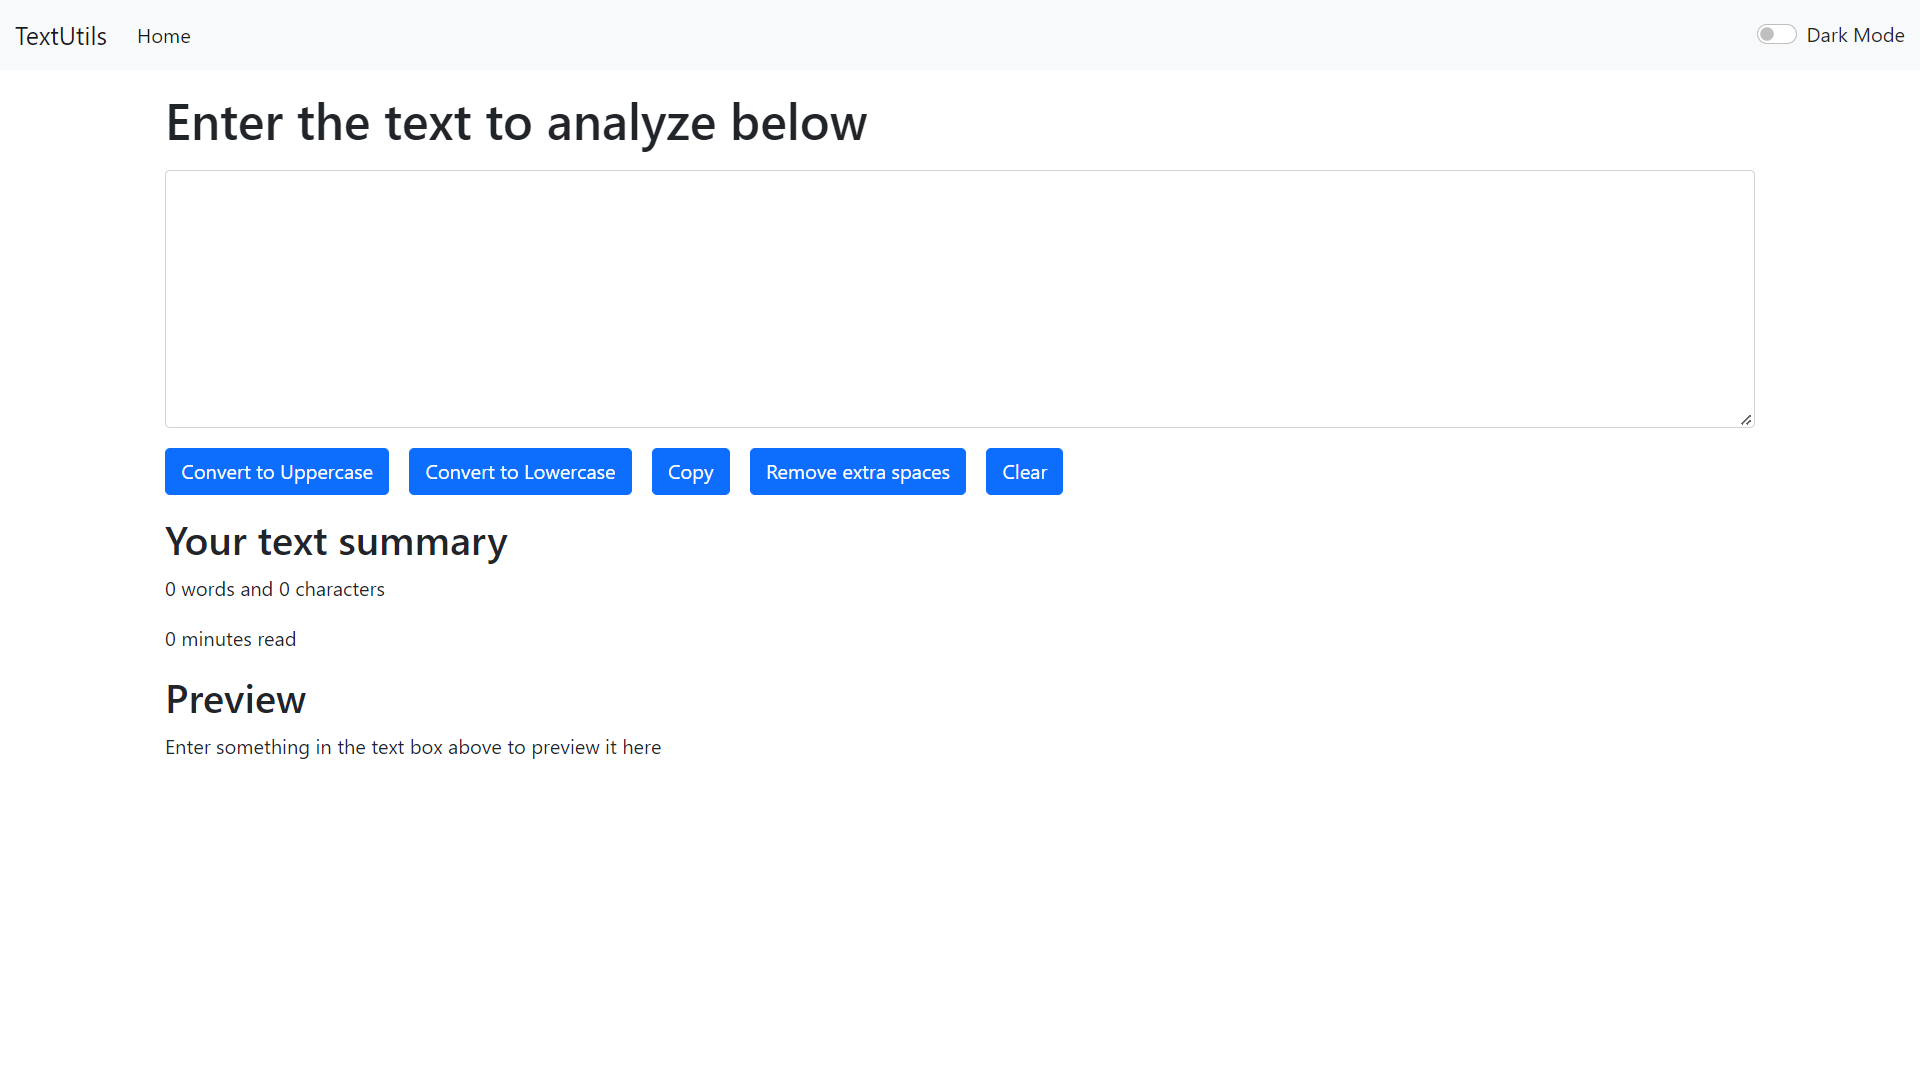 TextUtils Home Dark Mode
Enter the text to analyze below
Convert to Uppercase Convert to Lowercase Copy Remove extra spaces Clear
Your text summary
0 words and 0 characters
0 minutes read
Preview
Enter something in the text box above to preview it here